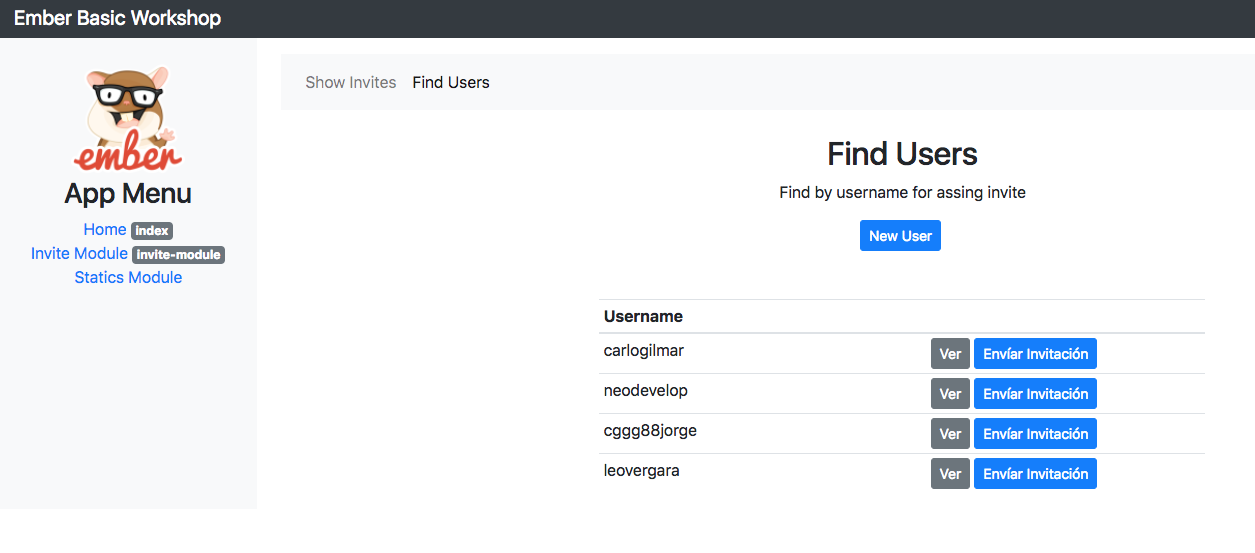 Ember Basic Workshop
ember
App Menu
Home index
Invite Module invite-module
Statics Module
Show Invites Find Users
Find Users
Find by username for assing invite
New User
Username
carlogilmar Ver Envíar Invitación
neodevelop Ver Envíar Invitación
cggg88jorge Ver Envíar Invitación
leovergara Ver Envíar Invitación